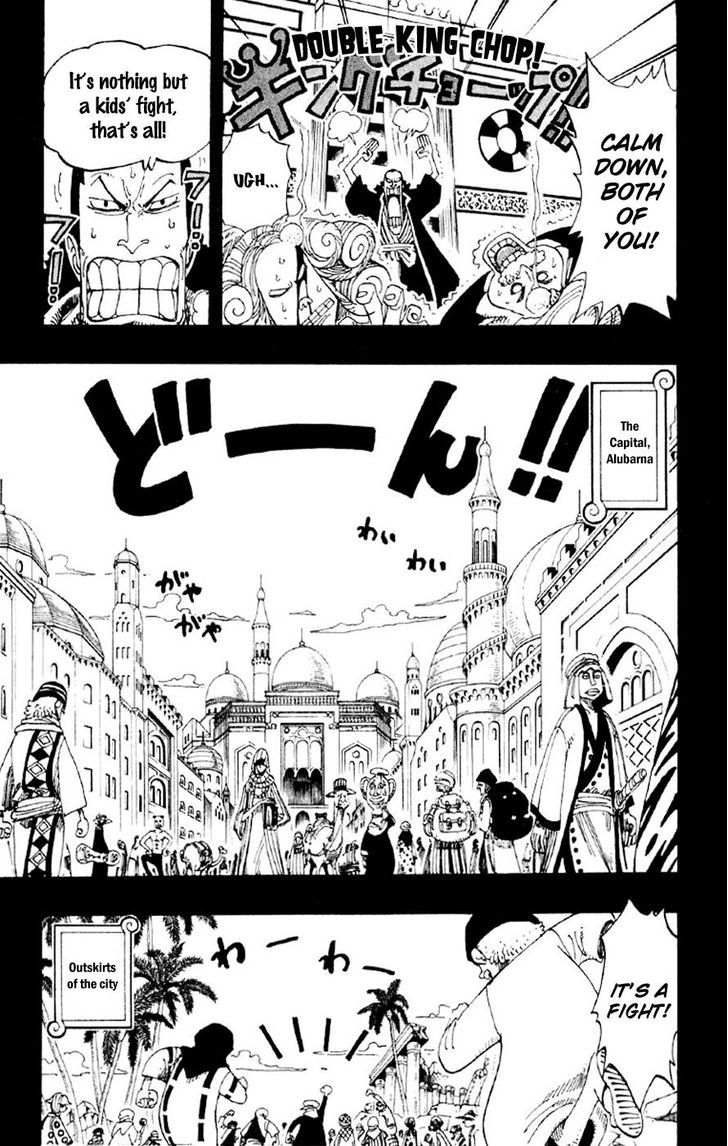 CALM
DOWN,
BOTH
OF
YOU!
DOUBLE KING CHOP!
キングチョーップ!!
UGH...
It's nothing but
a kids' fight,
that's all!
The
Capital,
Alubarna
どーん!!
わい
わい
がや
がや
IT'S A
FIGHT!
わー
わー
Outskirts
of the city